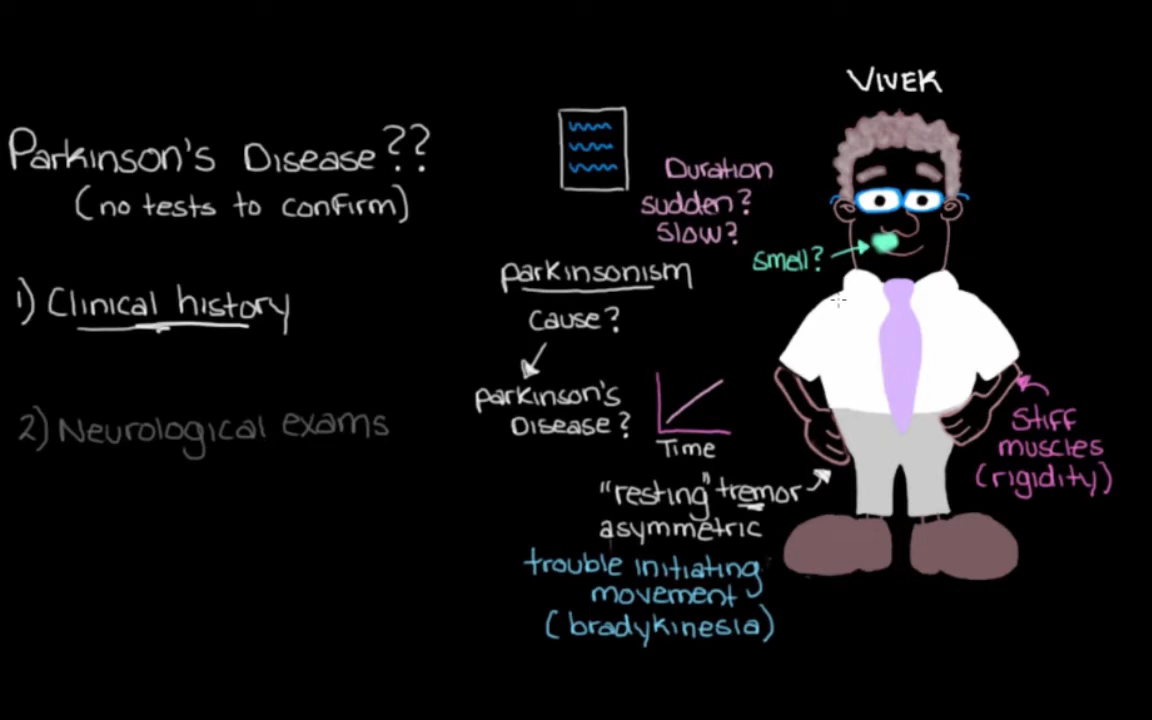 VIVEK
Parkinson's Disease??
(no tests to confirm)
1) Clinical history
2) Neurological exams
Duration
sudden?
slow?
smell?
parkinsonism
cause?
parkinson's
Disease?
Time
"resting" tremor
asymmetric
trouble initiating
movement
(bradykinesia)
Stiff
muscles
(rigidity)